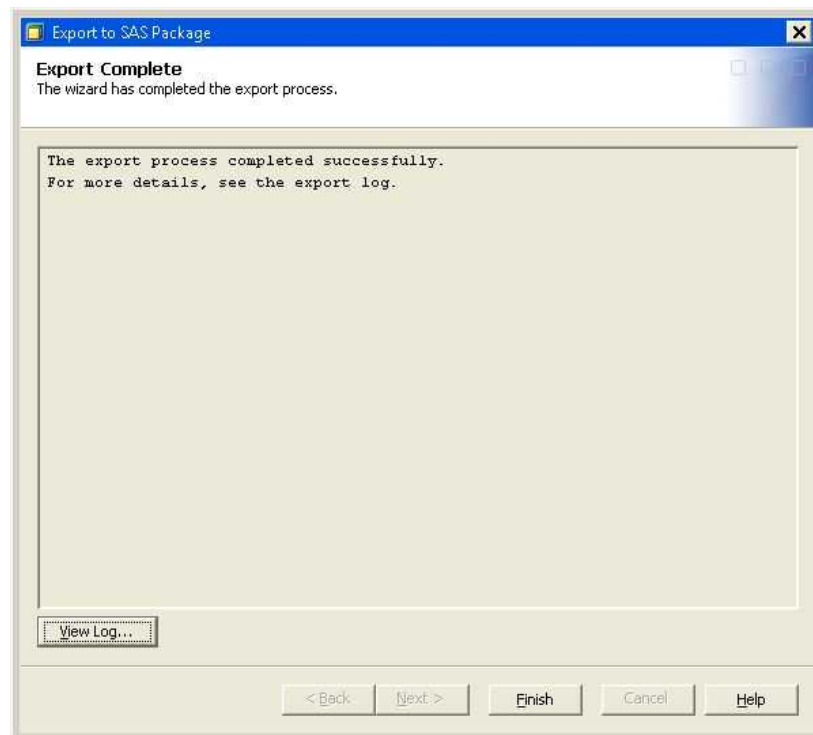 Export to SAS Package
Export Complete
The wizard has completed the export process.
The export process completed successfully.
For more details, see the export log.
View Log...
< Back Next > Finish Cancel Help